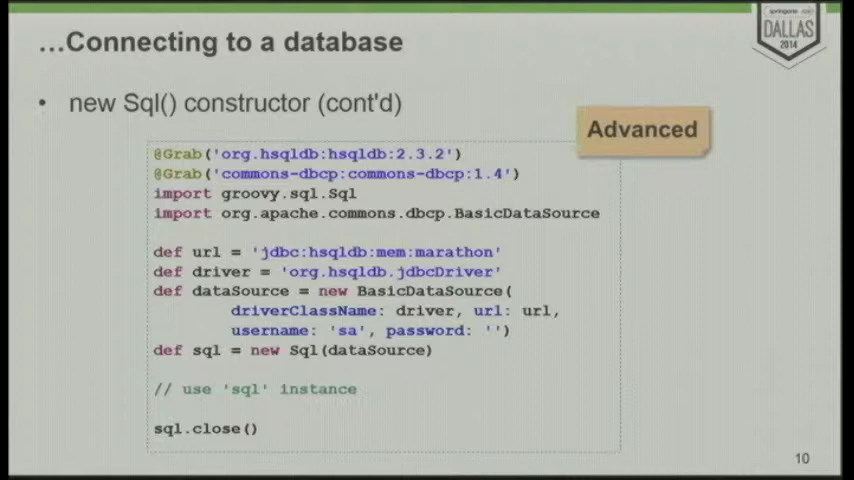 ...Connecting to a database
springone 2gx
DALLAS
2014
• new Sql() constructor (cont'd)
Advanced
@Grab('org.hsqldb:hsqldb:2.3.2')
@Grab('commons-dbcp:commons-dbcp:1.4')
import groovy.sql.Sql
import org.apache.commons.dbcp.BasicDataSource
def url = 'jdbc:hsqldb:mem:marathon'
def driver = 'org.hsqldb.jdbcDriver'
def dataSource = new BasicDataSource(
driverClassName: driver, url: url,
username: 'sa', password: '')
def sql = new Sql(dataSource)
// use 'sql' instance
sql.close()
10